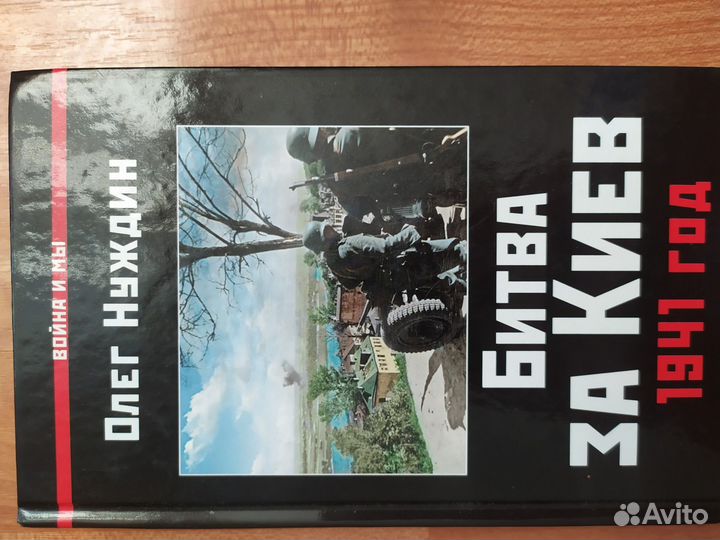 ВОЙНА И МЫ
ОЛЕГ НУЖДИН
БИТВА
ЗА КИЕВ
1941 ГОД
Avito